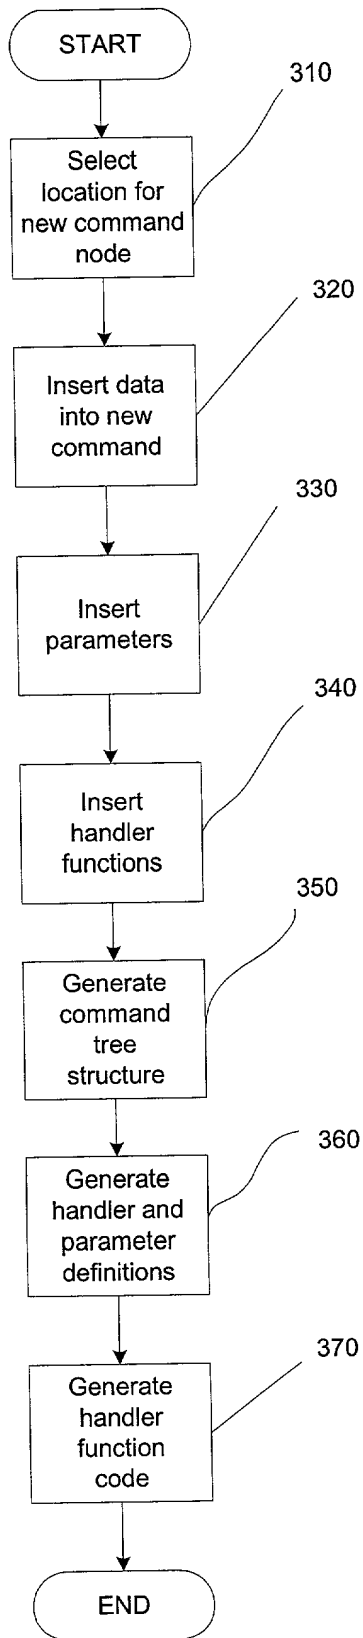 START
310
Select
location for
new command
node
320
Insert data
into new
command
330
Insert
parameters
340
Insert
handler
functions
350
Generate
command
tree
structure
360
Generate
handler and
parameter
definitions
370
Generate
handler
function
code
END